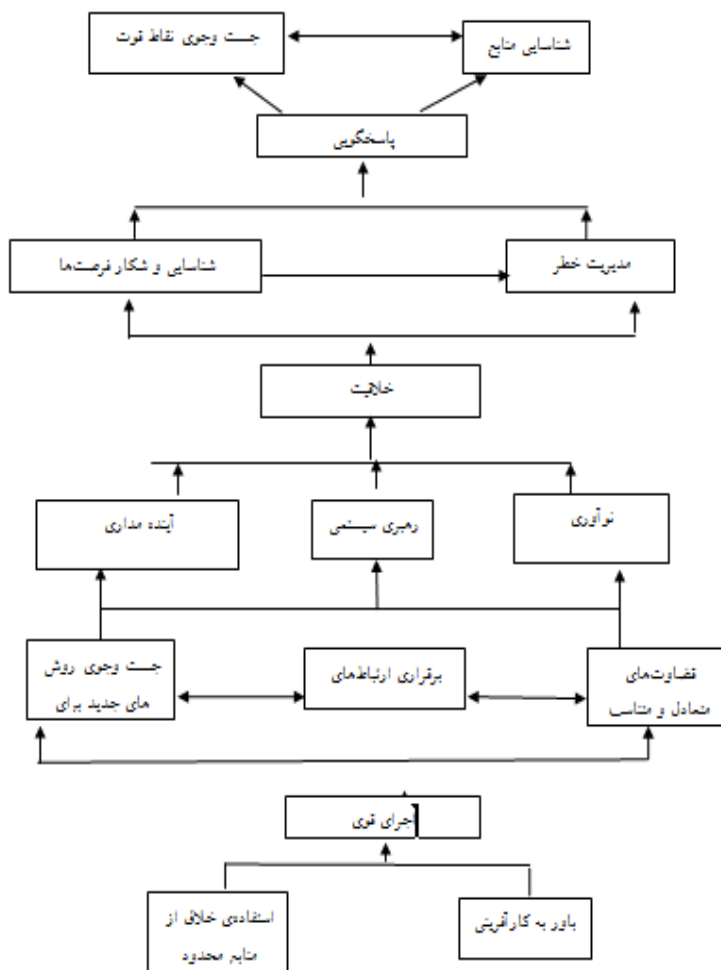 شناسایی منابع
جست وجوی نقاط قوت
پاسخگویی
مدیریت خطر
شناسایی و شکار فرصت‌ها
خلاقیت
نوآوری
رهبری سیستمی
آینده مداری
قضاوت‌های
متعادل و متناسب
برقراری ارتباط‌های
جست وجوی روش
های جدید برای
اجرای قوی
باور به کارآفرینی
استفاده‌ی خلاق از
منابع محدود